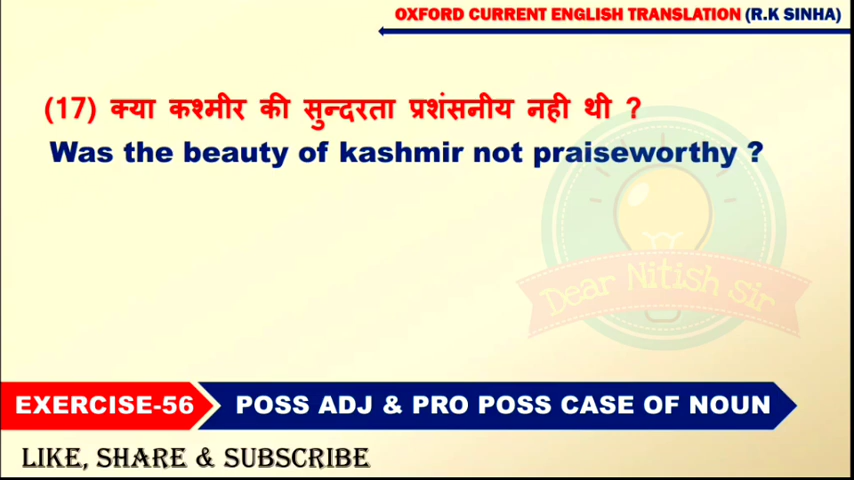 OXFORD CURRENT ENGLISH TRANSLATION (R.K SINHA)
(17) क्या कश्मीर की सुन्दरता प्रशंसनीय नही थी ?
Was the beauty of kashmir not praiseworthy ?
Dear Nitish Sir
EXERCISE-56
POSS ADJ & PRO POSS CASE OF NOUN
LIKE, SHARE & SUBSCRIBE